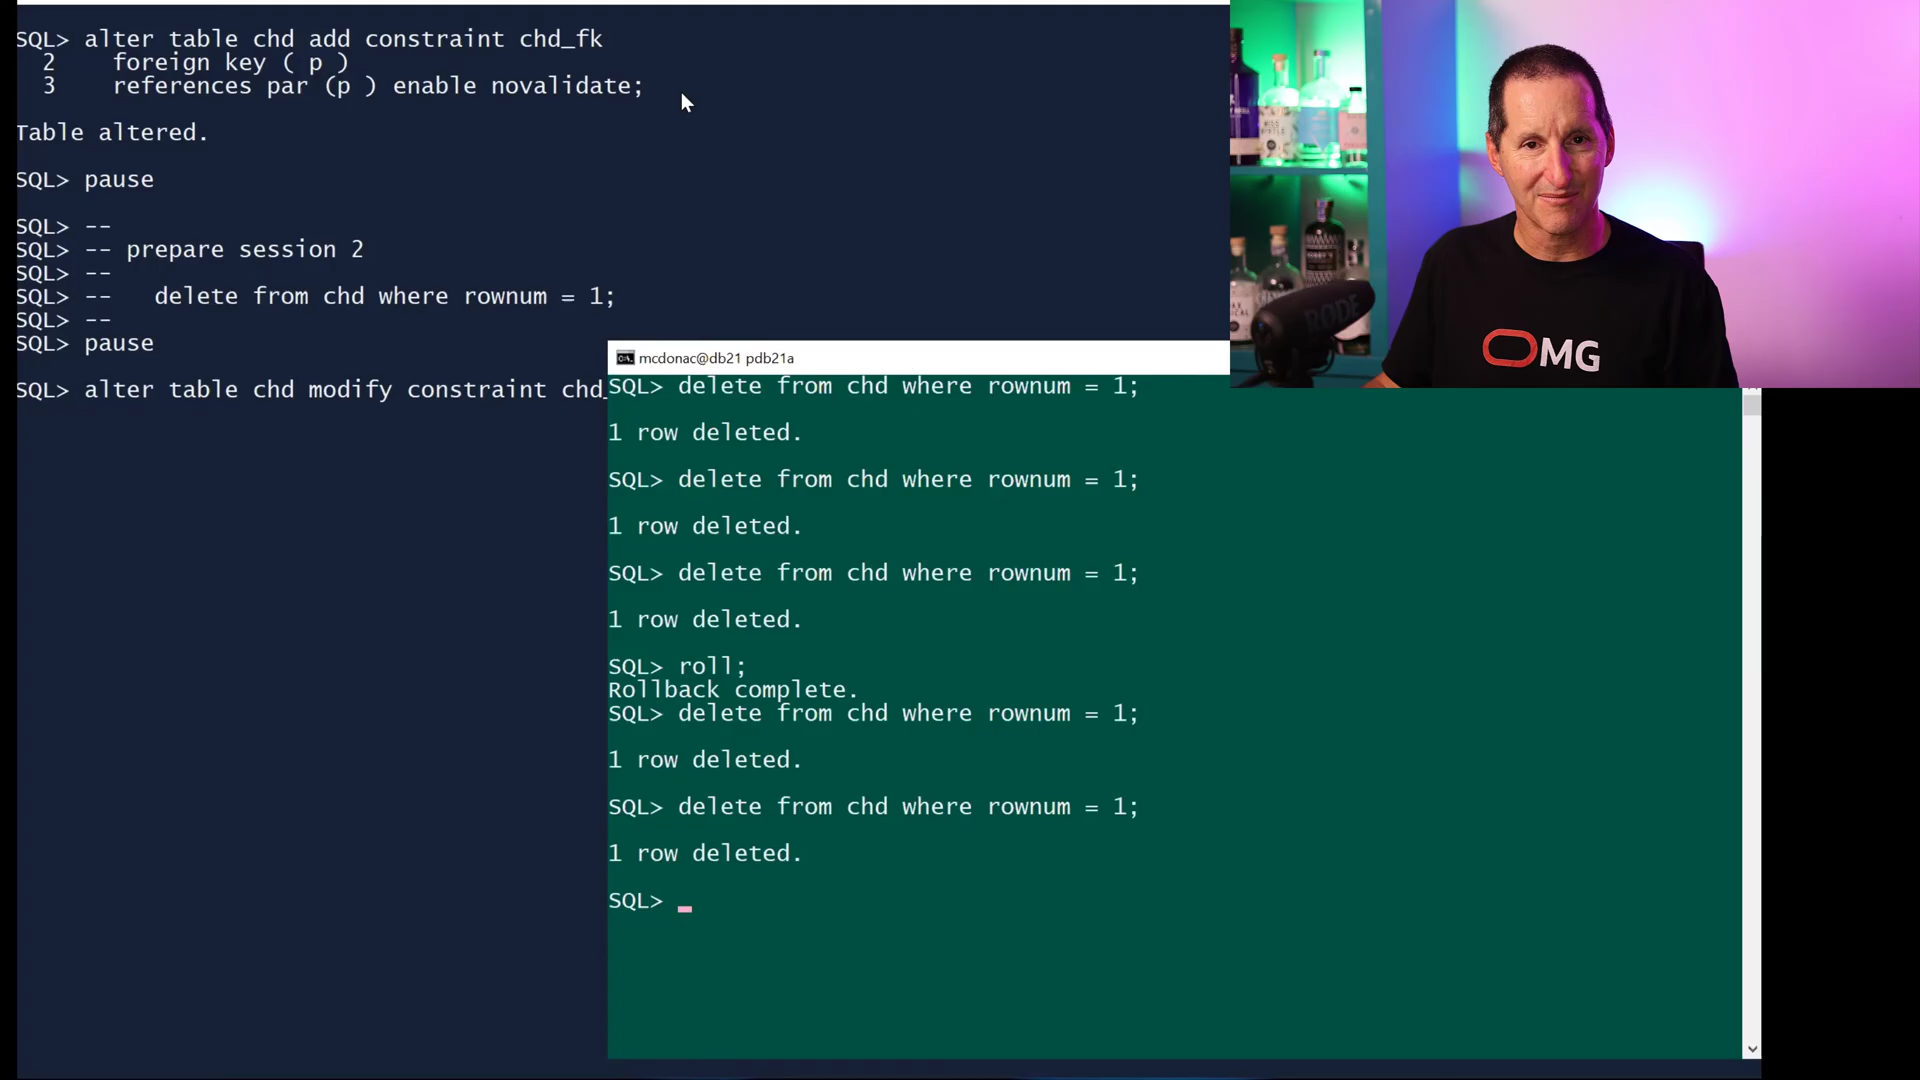 SQL> alter table chd add constraint chd_fk
2 foreign key ( p )
3 references par (p ) enable novalidate;
Table altered.
SQL> pause
SQL> --
SQL> -- prepare session 2
SQL> --
SQL> -- delete from chd where rownum = 1;
SQL> --
SQL> pause
SQL> alter table chd modify constraint chd_
mcdonac@db21 pdb21a
SQL> delete from chd where rownum = 1;
1 row deleted.
SQL> delete from chd where rownum = 1;
1 row deleted.
SQL> delete from chd where rownum = 1;
1 row deleted.
SQL> roll;
Rollback complete.
SQL> delete from chd where rownum = 1;
1 row deleted.
SQL> delete from chd where rownum = 1;
1 row deleted.
SQL>
RODE
OMG